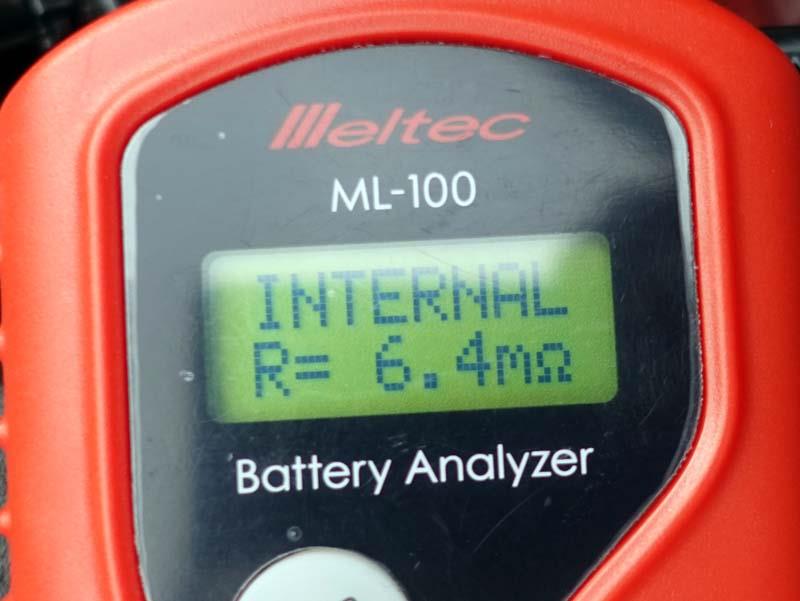 Meltec
ML-100
INTERNAL
R= 6.4mΩ
Battery Analyzer